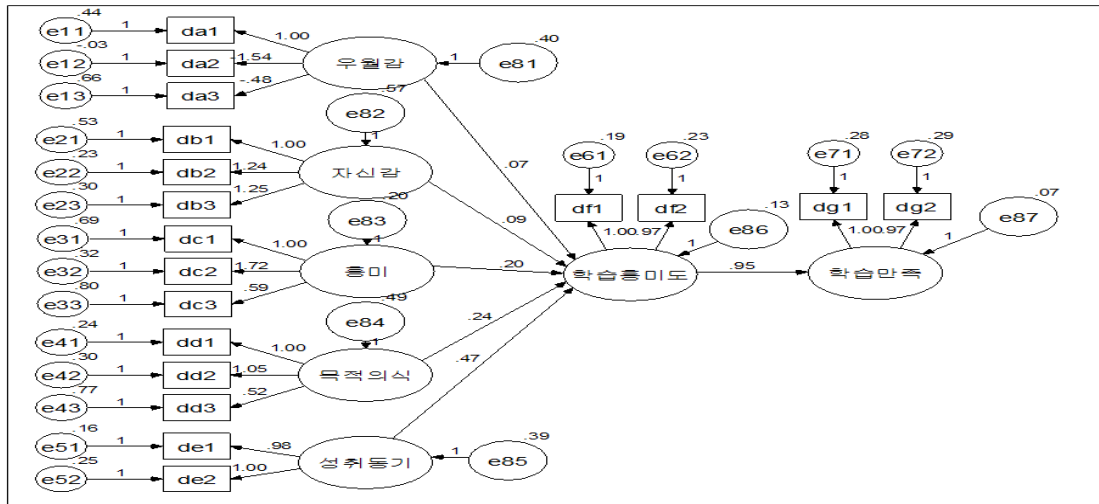 .44
e11 1 da1 1.00
-.03
e12 1 da2 -1.54 우월감 1 e81 .40
.66
e13 1 da3 -.48
.57
e82
1
.53
e21 1 db1 1.00
.23
e22 1 db2 1.24 자신감
.30
e23 1 db3 1.25
.20
e83
1
.69
e31 1 dc1 1.00
.32
e32 1 dc2 1.72 흥미
.80
e33 1 dc3 .59
.49
e84
1
.24
e41 1 dd1 1.00
.30
e42 1 dd2 1.05 목적의식
.77
e43 1 dd3 .52
.16
e51 1 de1 .98
.25
e52 1 de2 1.00 성취동기 1 e85 .39
.07
.09
.20
.24
.47
.19 .23
e61 e62
1 1
df1 df2
1.00 .97
.13
e86
1
학습흥미도 .95 학습만족
.28 .29
e71 e72
1 1
dg1 dg2
1.00 .97
.07
e87
1